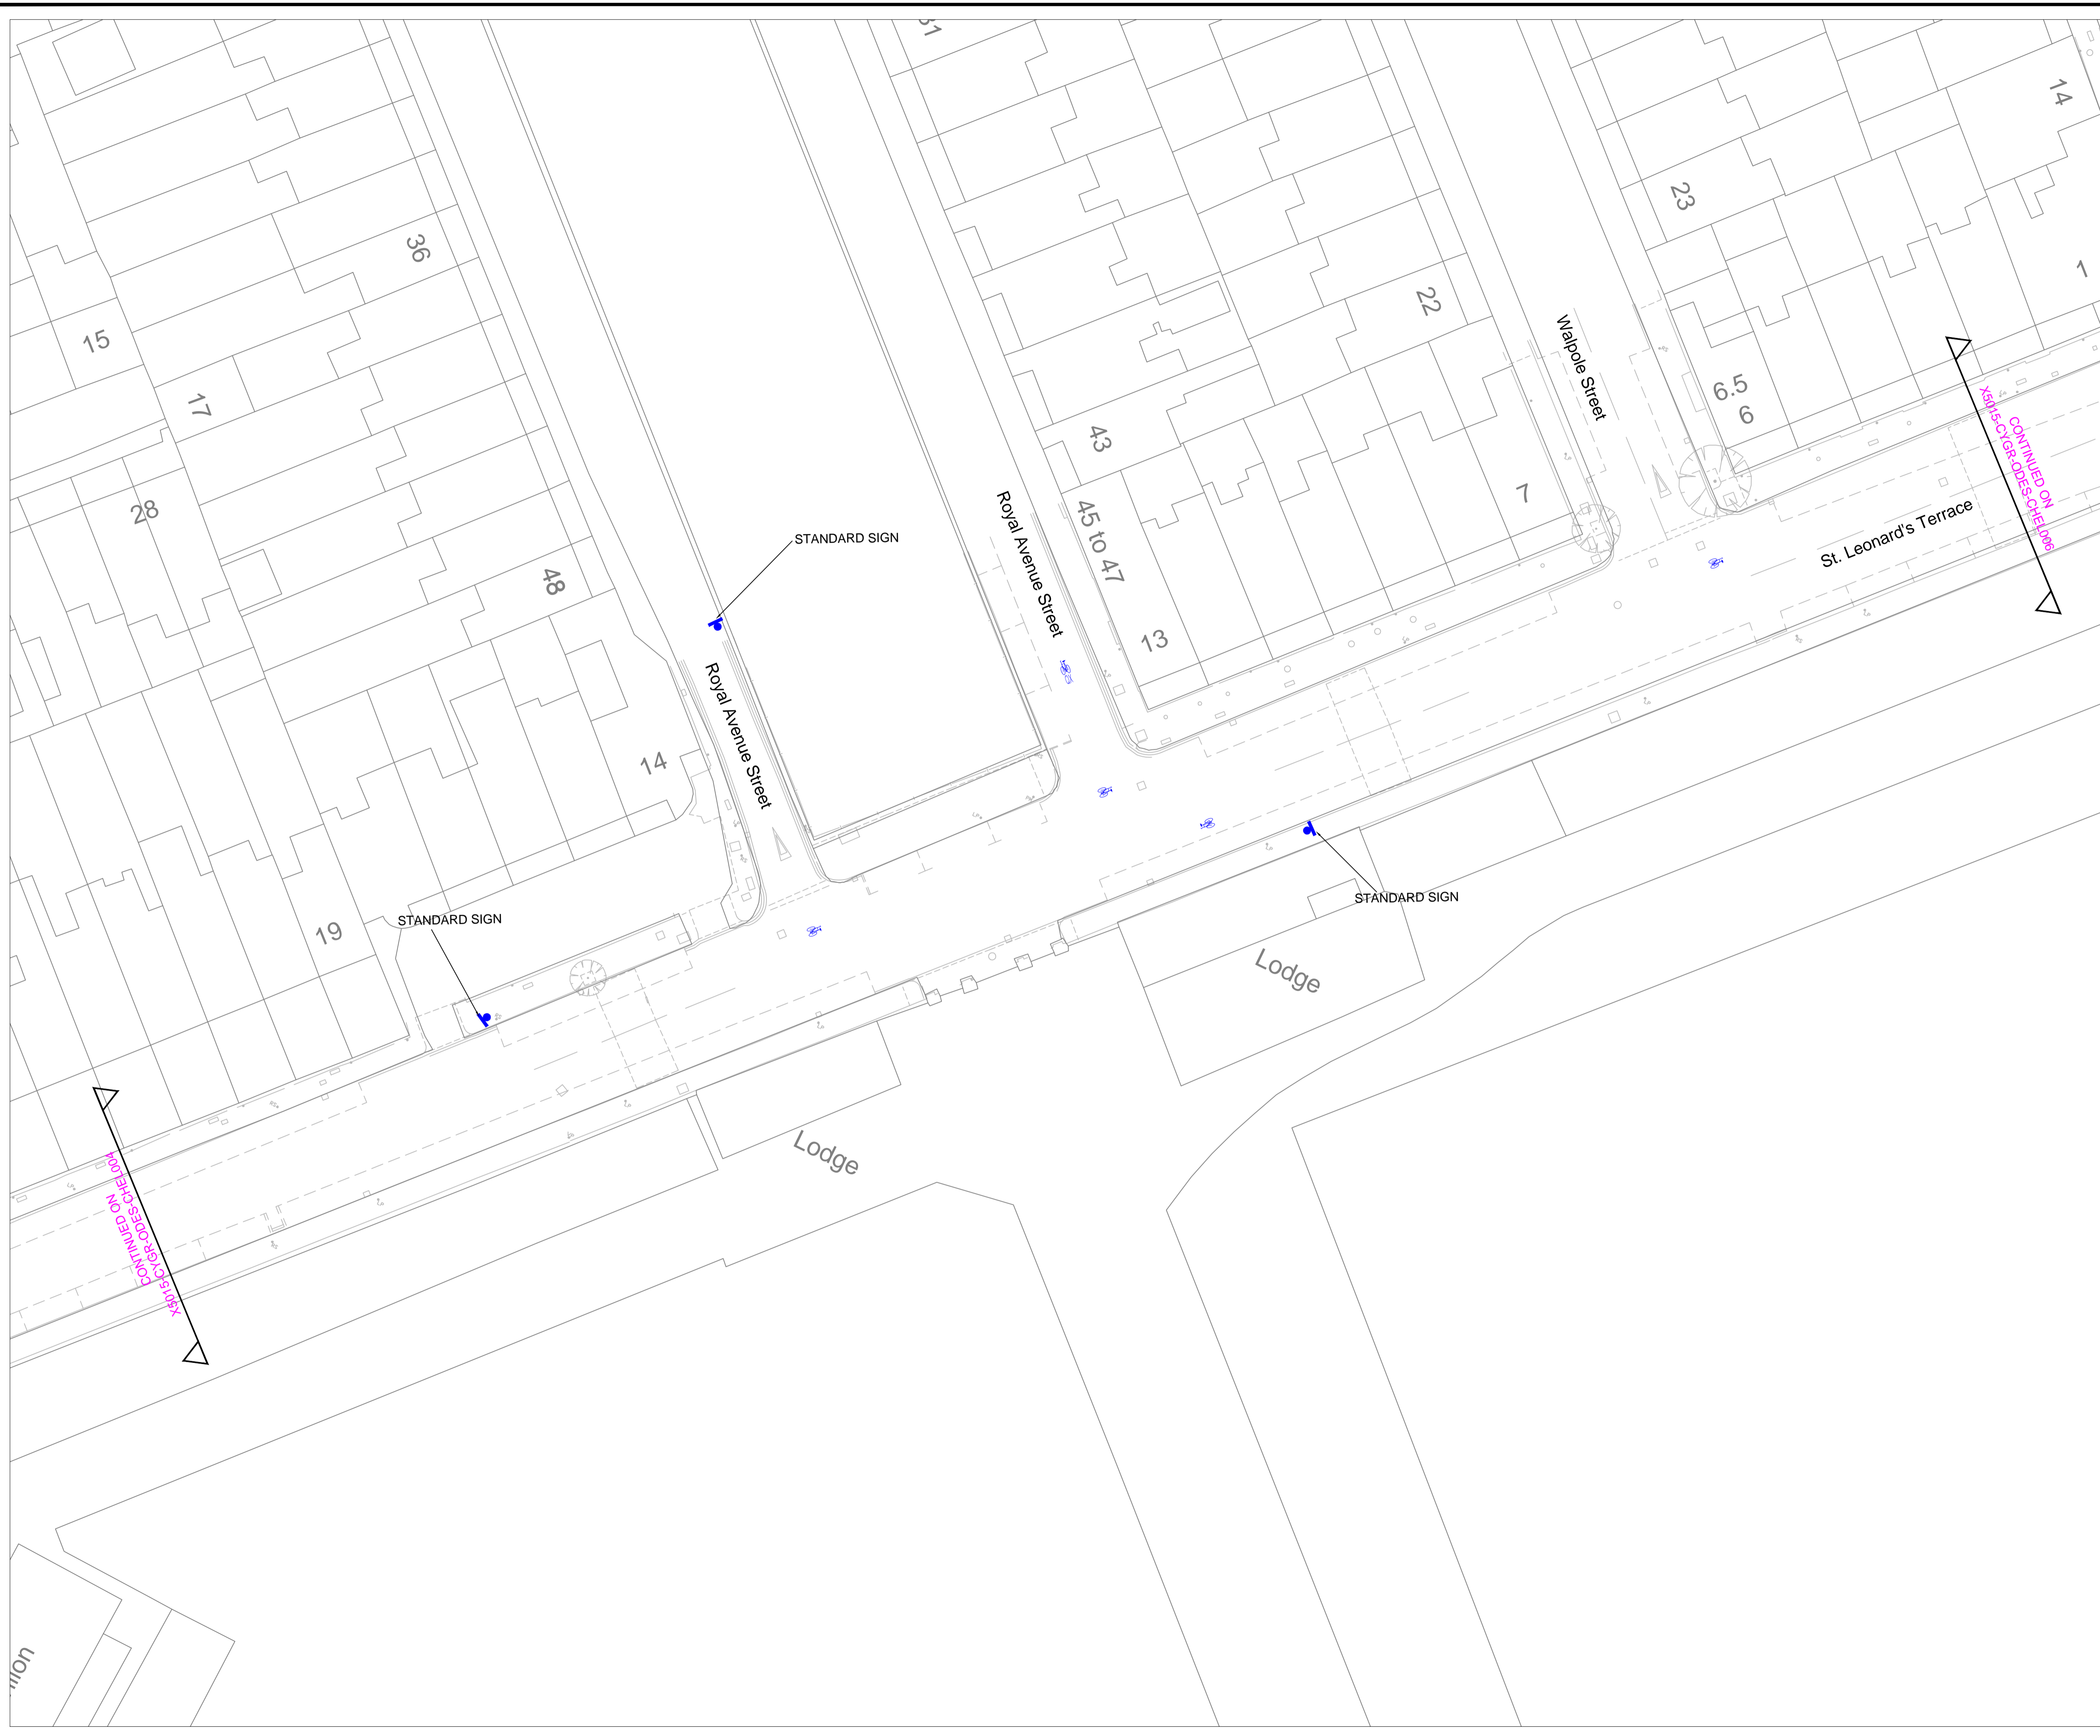 14
23
36
22
1
15
6.5
6
17
43
Walpole Street
CONTINUED ON
X5015-CYGR-ODES-CHEL006
28
7
45 to 47
Royal Avenue Street
STANDARD SIGN
St. Leonard's Terrace
48
13
Royal Avenue Street
14
STANDARD SIGN
STANDARD SIGN
19
Lodge
Lodge
X5015-CYGR-ODES-CHEL004
CONTINUED ON